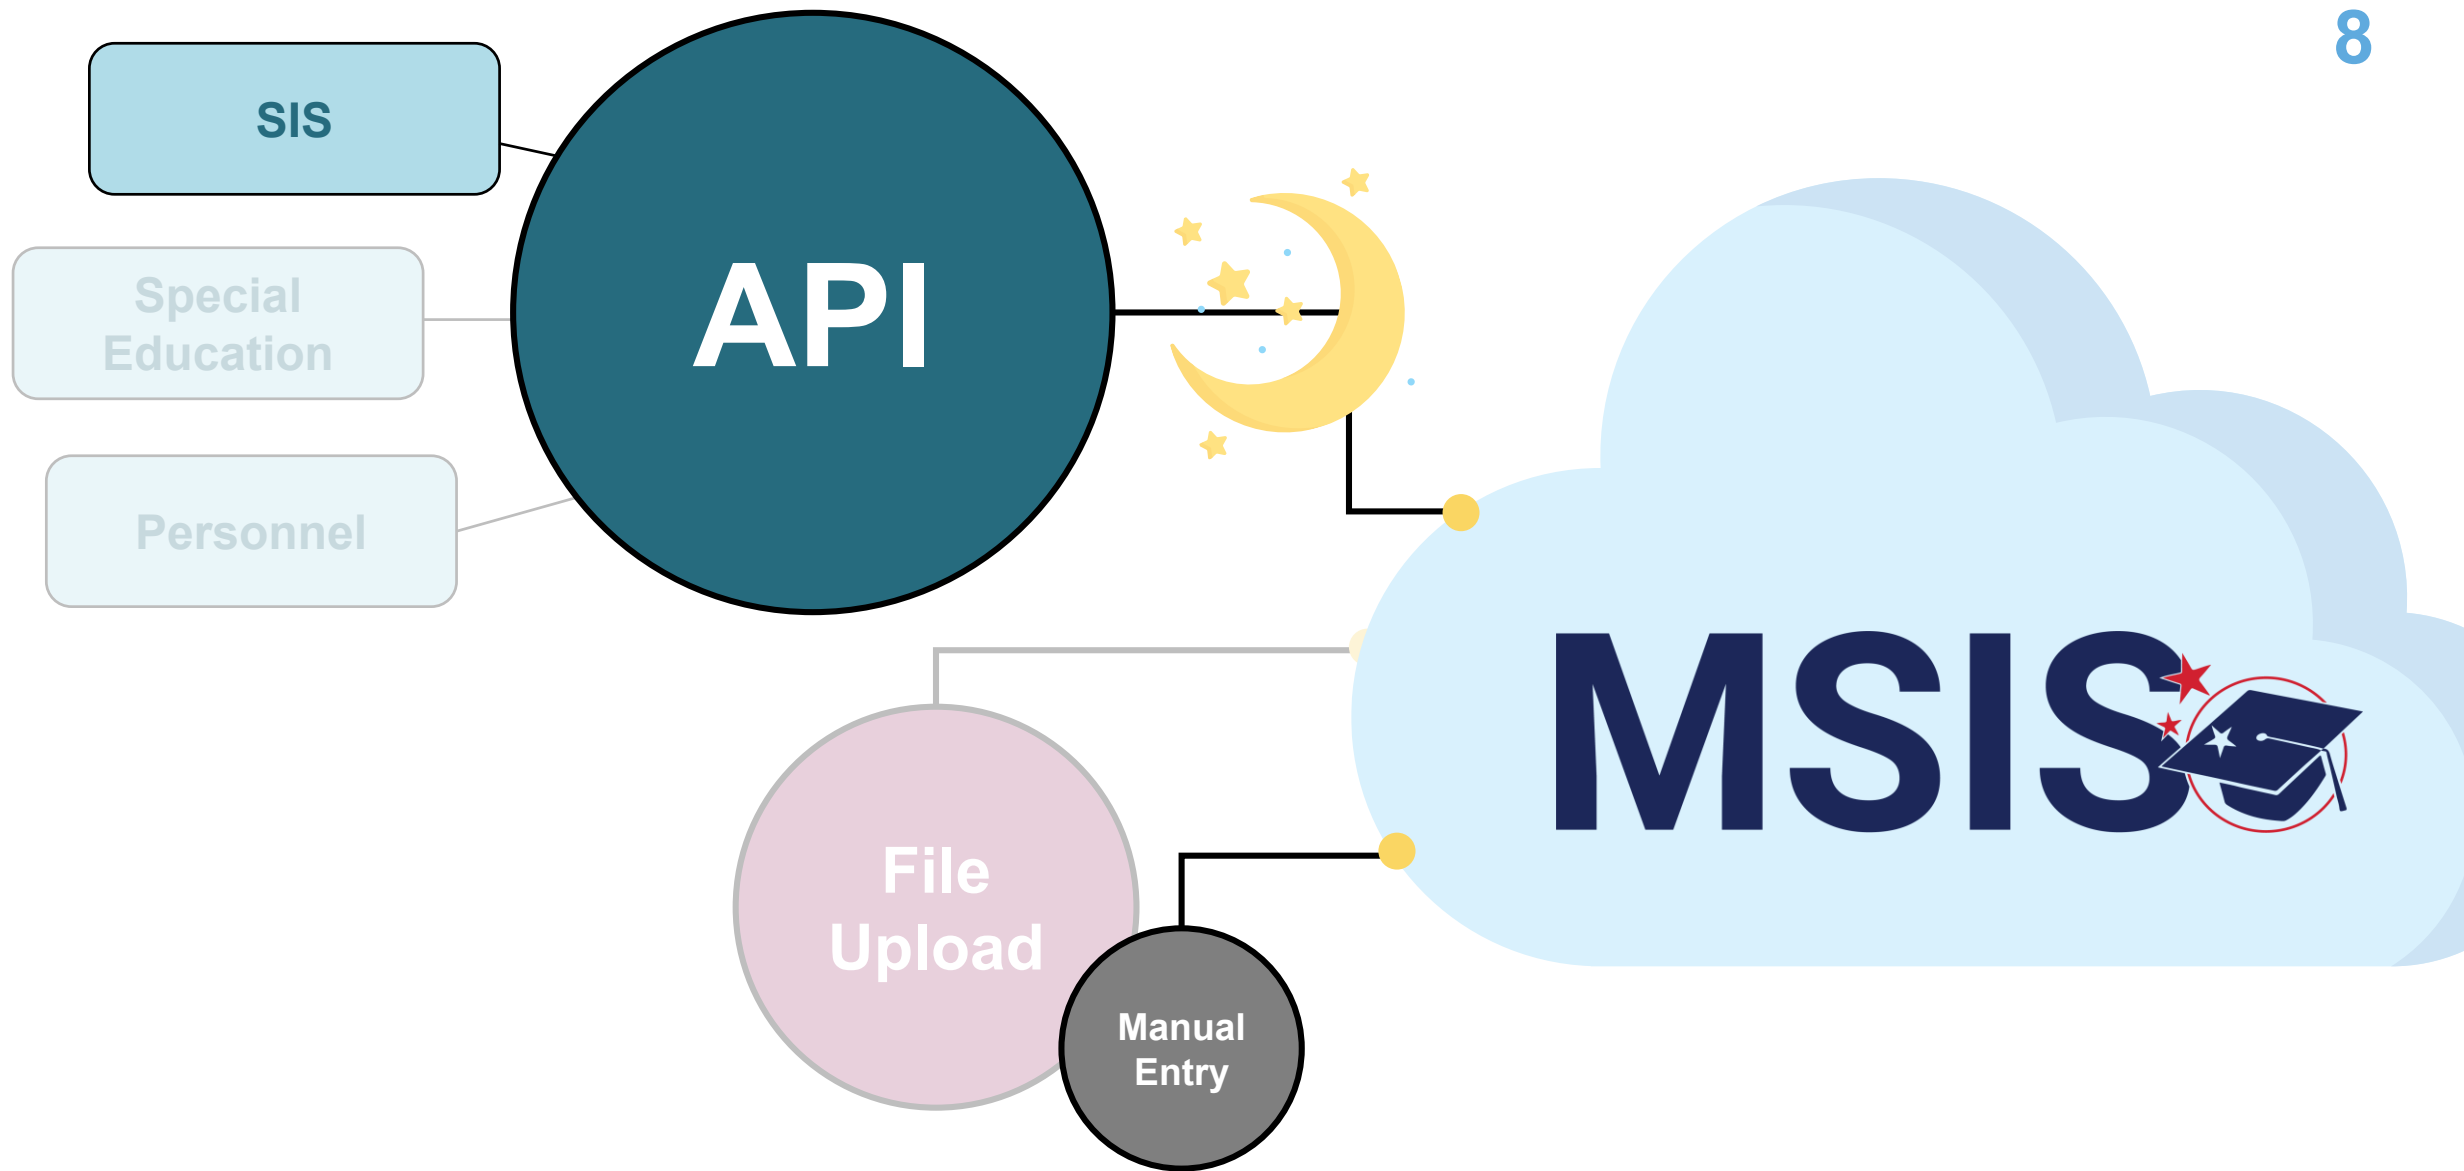 8
SIS
API
Special
Education
Personnel
MSIS
File
Upload
Manual
Entry